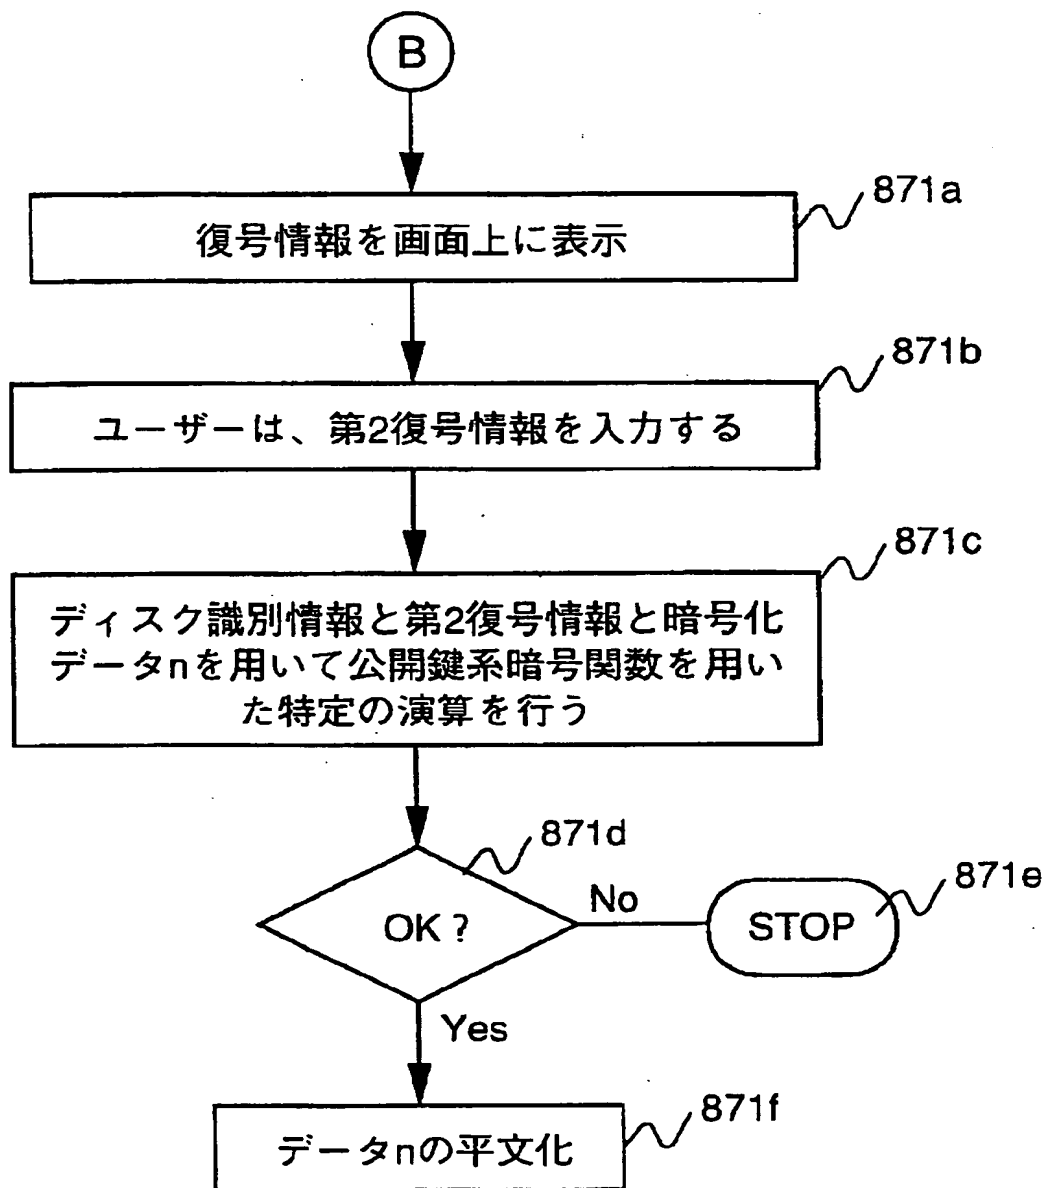 B
871a
復号情報を画面上に表示
871b
ユーザーは、第2復号情報を入力する
871c
ディスク識別情報と第2復号情報と暗号化
データnを用いて公開鍵系暗号関数を用い
た特定の演算を行う
871d
OK?
No
871e
STOP
Yes
871f
データnの平文化